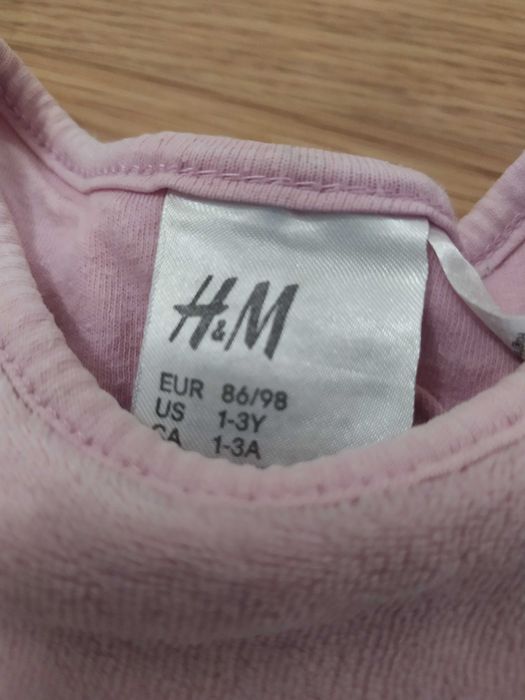 H&M
EUR 86/98
US 1-3Y
CA 1-3A